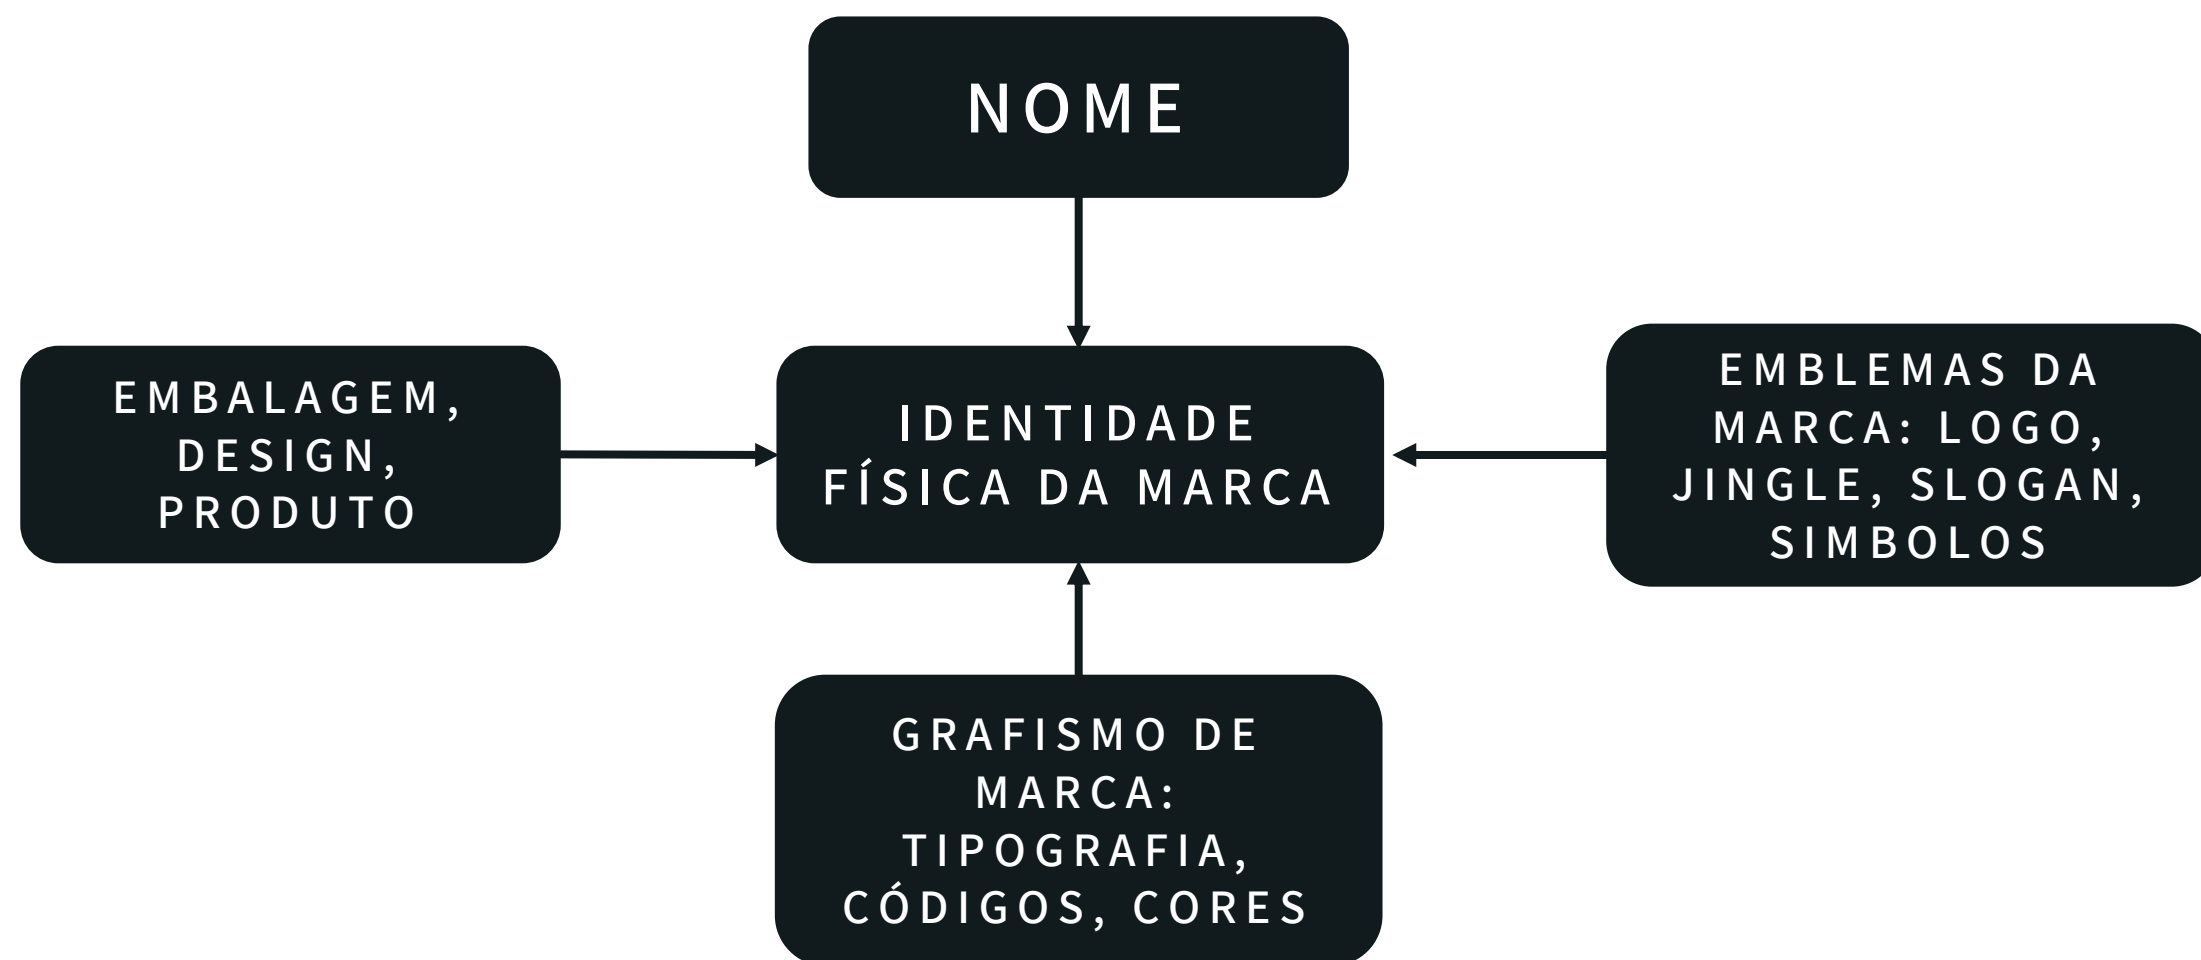 NOME
EMBALAGEM,
DESIGN,
PRODUTO
IDENTIDADE
FÍSICA DA MARCA
EMBLEMAS DA
MARCA: LOGO,
JINGLE, SLOGAN,
SIMBOLOS
GRAFISMO DE
MARCA:
TIPOGRAFIA,
CÓDIGOS, CORES